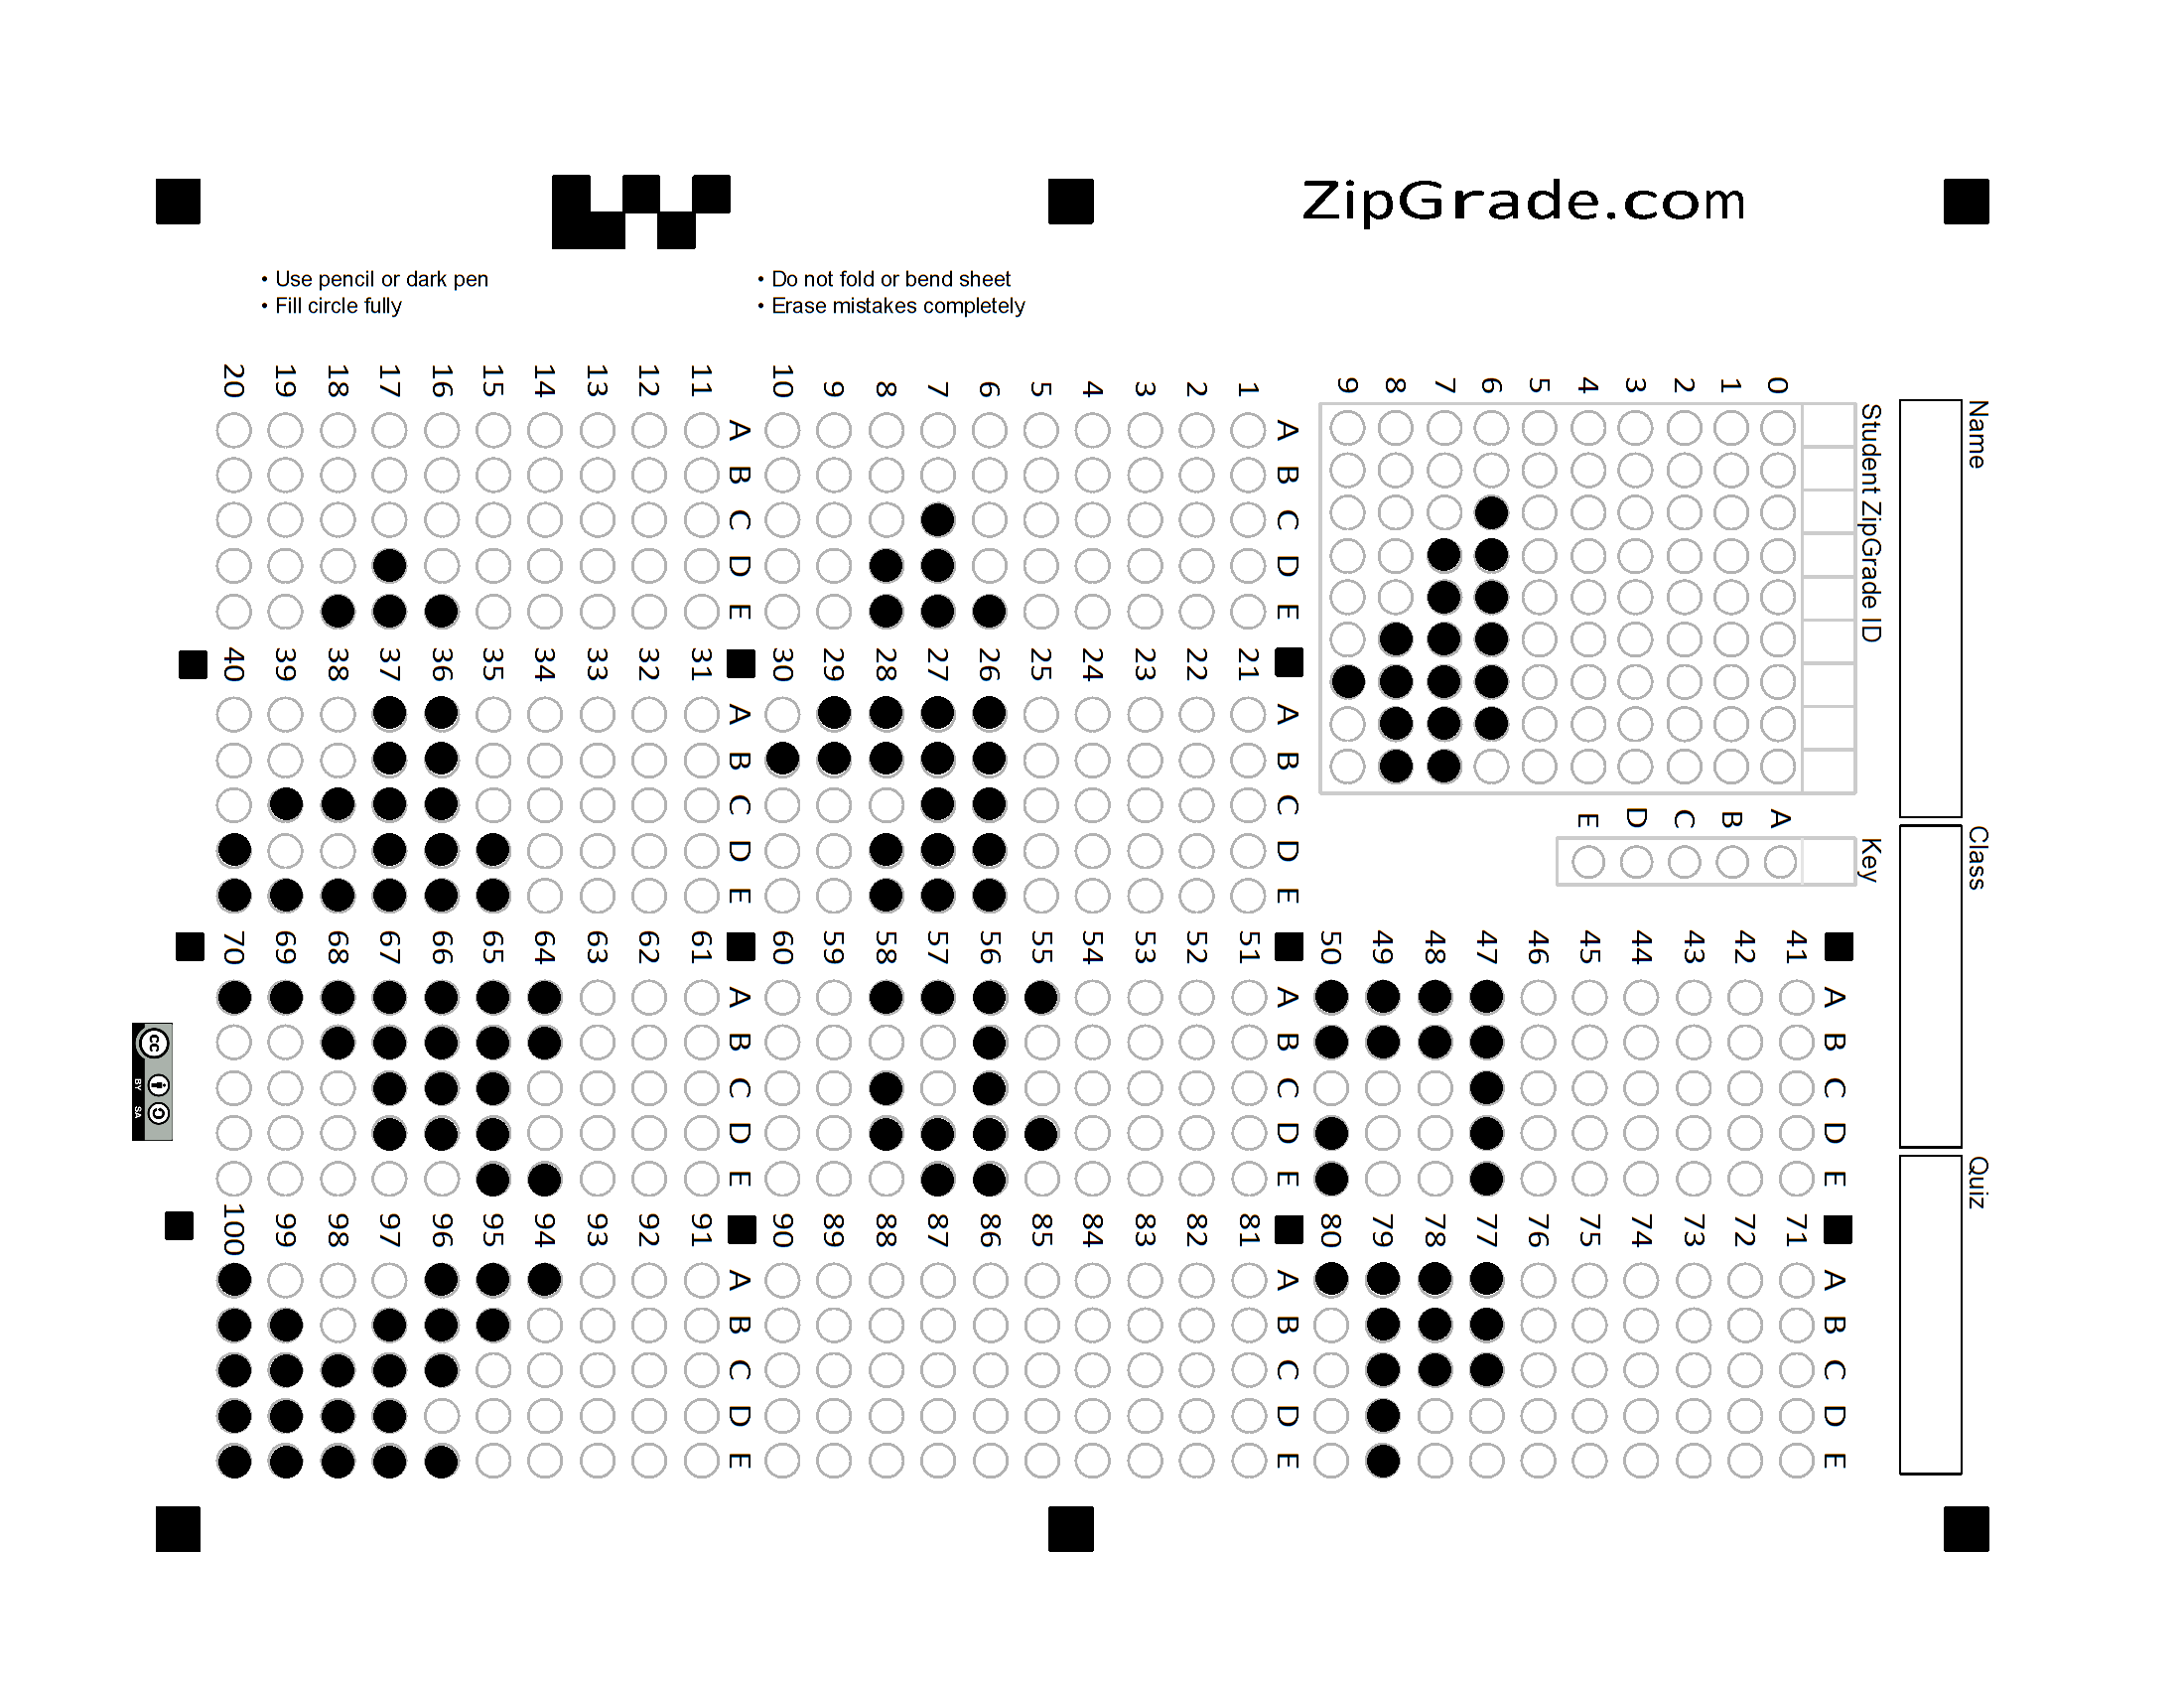 ZipGrade.com
• Use pencil or dark pen
• Fill circle fully
• Do not fold or bend sheet
• Erase mistakes completely
Name
Class
Quiz
Student ZipGrade ID
0 1 2 3 4 5 6 7 8 9
Key
A B C D E
1 2 3 4 5 6 7 8 9 10
A B C D E
11 12 13 14 15 16 17 18 19 20
A B C D E
21 22 23 24 25 26 27 28 29 30
A B C D E
31 32 33 34 35 36 37 38 39 40
A B C D E
41 42 43 44 45 46 47 48 49 50
A B C D E
51 52 53 54 55 56 57 58 59 60
A B C D E
61 62 63 64 65 66 67 68 69 70
A B C D E
71 72 73 74 75 76 77 78 79 80
A B C D E
81 82 83 84 85 86 87 88 89 90
A B C D E
91 92 93 94 95 96 97 98 99 100
A B C D E
cc
BY SA